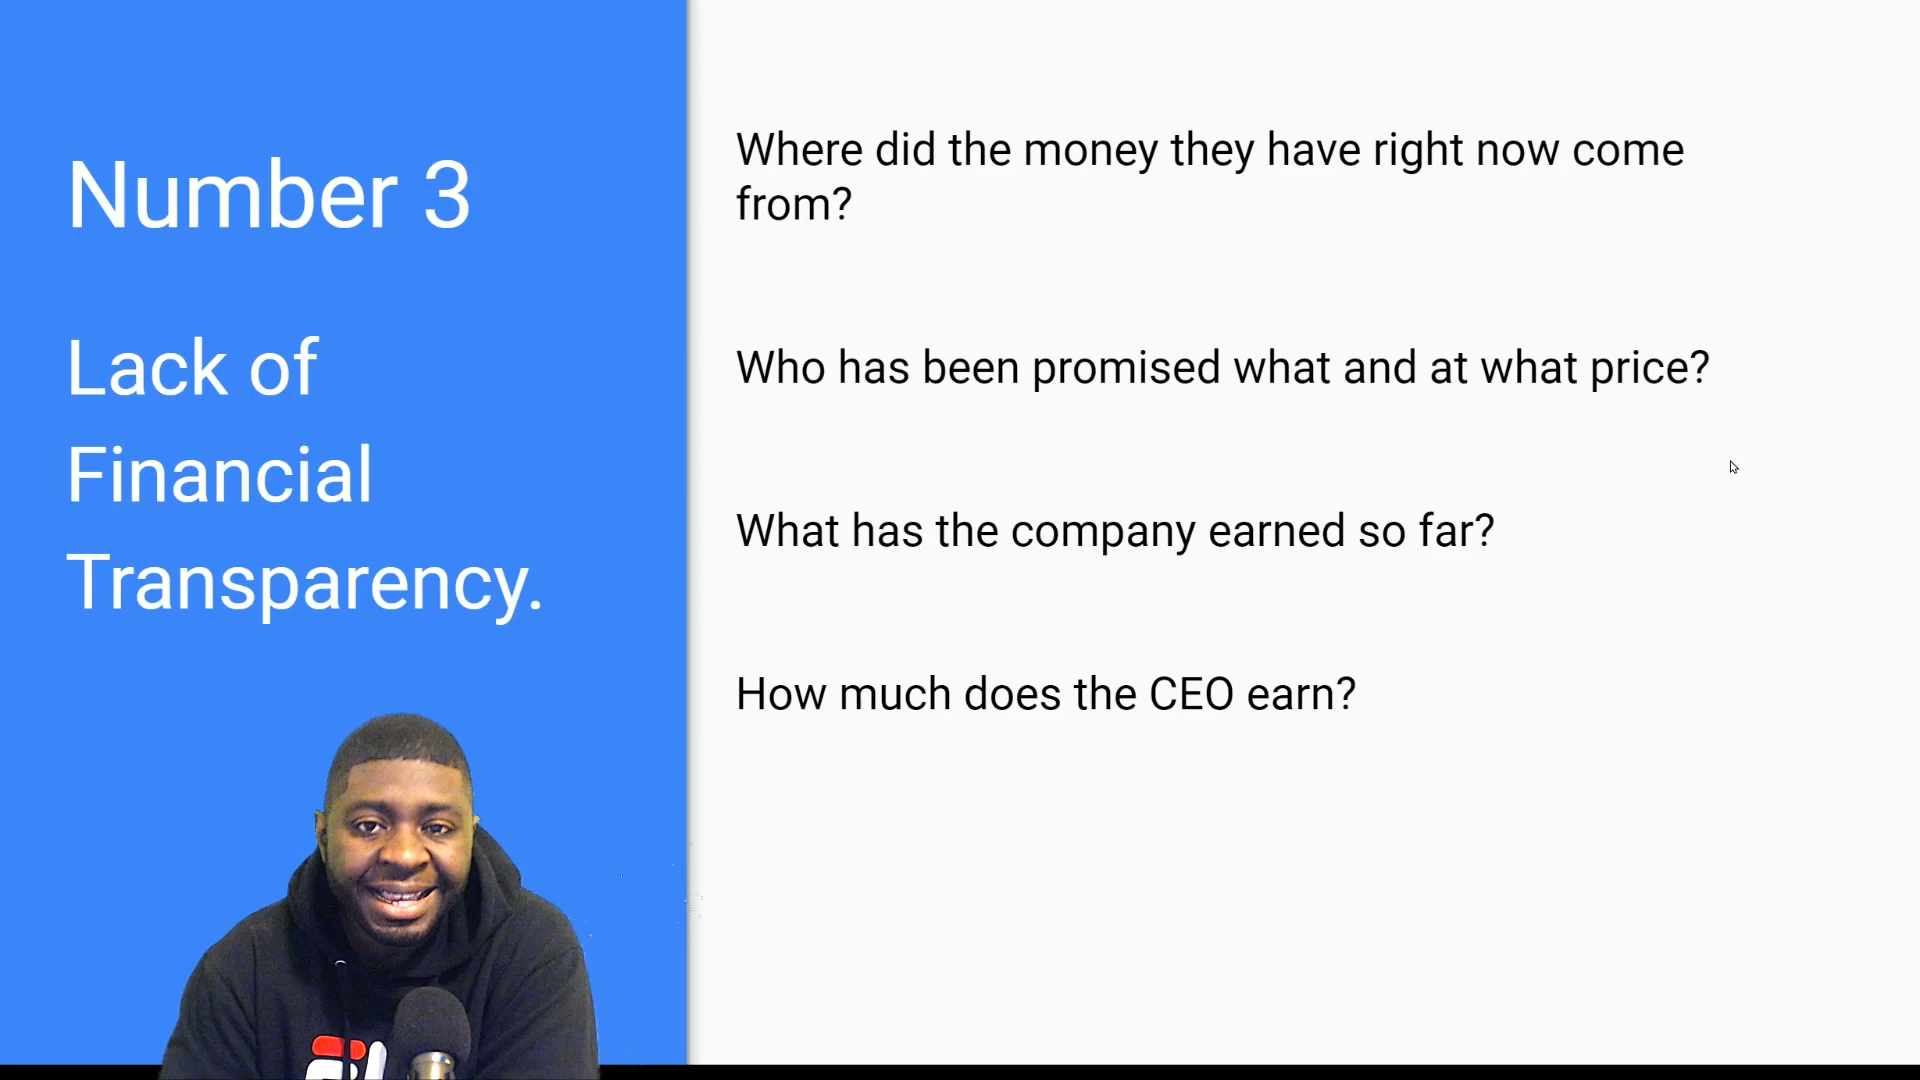 Number 3
Lack of
Financial
Transparency.
Where did the money they have right now come
from?
Who has been promised what and at what price?
What has the company earned so far?
How much does the CEO earn?